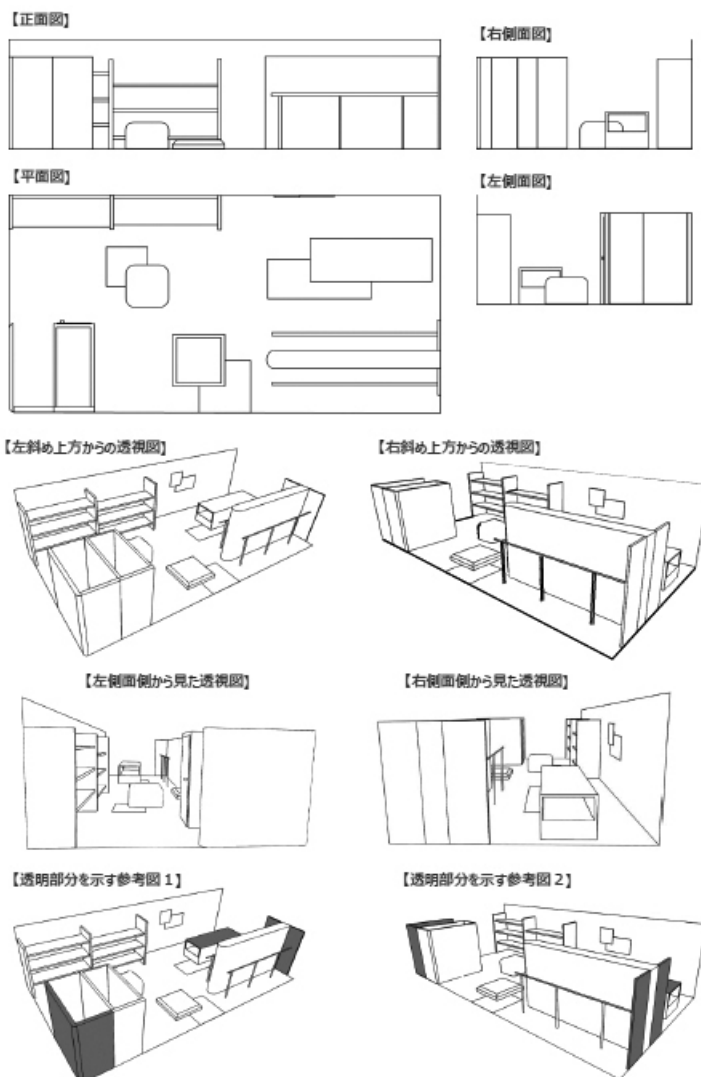 【正面図】
【右側面図】
【平面図】
【左側面図】
【左斜め上方からの透視図】
【右斜め上方からの透視図】
【左側面側から見た透視図】
【右側面側から見た透視図】
【透明部分を示す参考図1】
【透明部分を示す参考図2】